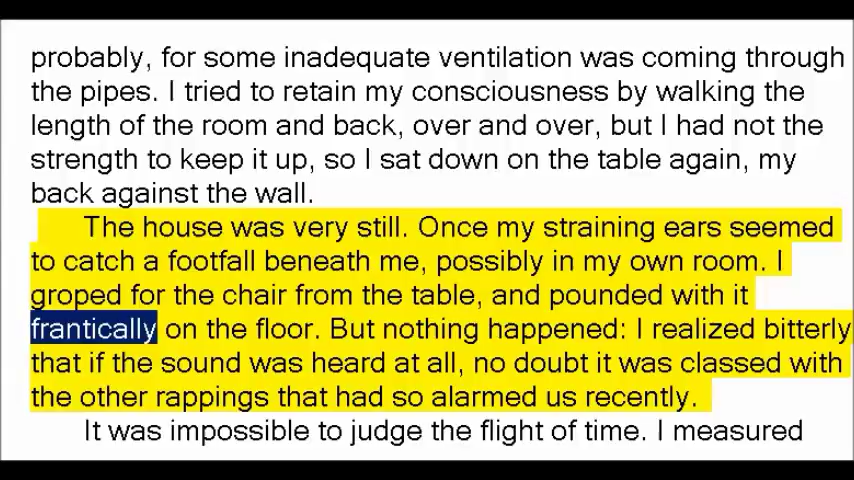 probably, for some inadequate ventilation was coming through
the pipes. I tried to retain my consciousness by walking the
length of the room and back, over and over, but I had not the
strength to keep it up, so I sat down on the table again, my
back against the wall.
The house was very still. Once my straining ears seemed
to catch a footfall beneath me, possibly in my own room. I
groped for the chair from the table, and pounded with it
frantically on the floor. But nothing happened: I realized bitterly
that if the sound was heard at all, no doubt it was classed with
the other rappings that had so alarmed us recently.
It was impossible to judge the flight of time. I measured